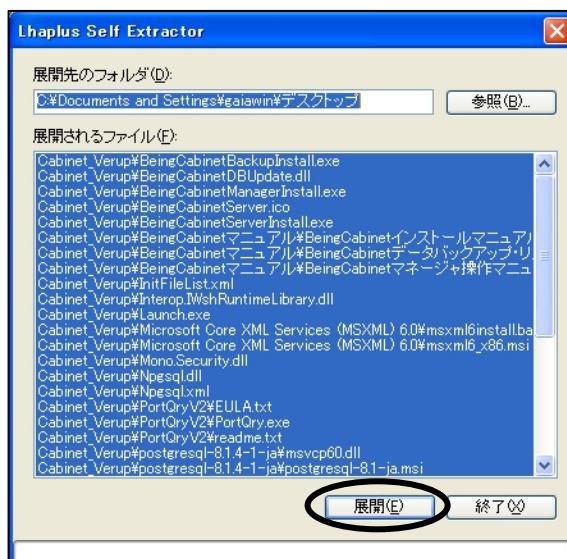 Lhaplus Self Extractor
展開先のフォルダ(D):
C:¥Documents and Settings¥gaiawin¥デスクトップ
参照(B)...
展開されるファイル(F):
Cabinet_Verup¥BeingCabinetBackupInstall.exe
Cabinet_Verup¥BeingCabinetDBUpdate.dll
Cabinet_Verup¥BeingCabinetManagerInstall.exe
Cabinet_Verup¥BeingCabinetServer.ico
Cabinet_Verup¥BeingCabinetServerInstall.exe
Cabinet_Verup¥BeingCabinetマニュアル¥BeingCabinetインストールマニュアル
Cabinet_Verup¥BeingCabinetマニュアル¥BeingCabinetデータバックアップ・リ
Cabinet_Verup¥BeingCabinetマニュアル¥BeingCabinetマネージャ操作マニュ
Cabinet_Verup¥InitFileList.xml
Cabinet_Verup¥Interop.IWshRuntimeLibrary.dll
Cabinet_Verup¥Launch.exe
Cabinet_Verup¥Microsoft Core XML Services (MSXML) 6.0¥msxml6install.ba
Cabinet_Verup¥Microsoft Core XML Services (MSXML) 6.0¥msxml6_x86.msi
Cabinet_Verup¥Mono.Security.dll
Cabinet_Verup¥Npgsql.dll
Cabinet_Verup¥Npgsql.xml
Cabinet_Verup¥PortQryV2¥EULA.txt
Cabinet_Verup¥PortQryV2¥PortQry.exe
Cabinet_Verup¥PortQryV2¥readme.txt
Cabinet_Verup¥postgresql-8.1.4-1-ja¥msvcp60.dll
Cabinet_Verup¥postgresql-8.1.4-1-ja¥postgresql-8.1-ja.msi
展開(E)
終了(X)